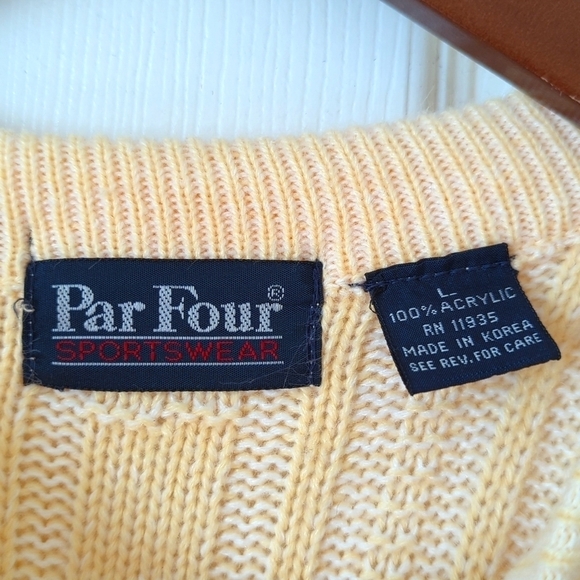 Par Four®
SPORTSWEAR
L
100% ACRYLIC
RN 11935
MADE IN KOREA
SEE REV. FOR CARE